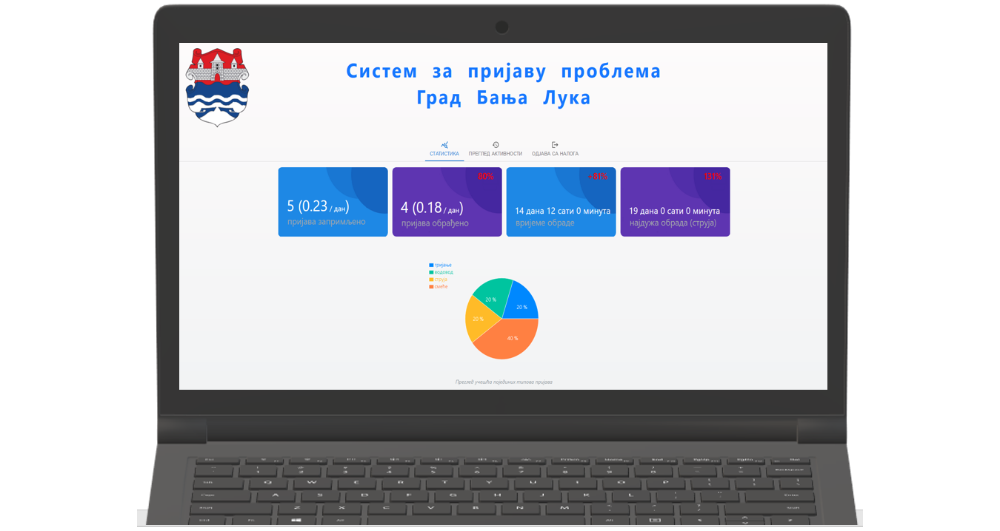 Систем за пријаву проблема
Град Бања Лука
СТАТИСТИКА
ПРЕГЛЕД АКТИВНОСТИ
ОДЈАВА СА НАЛОГА
5 (0.23 / дан)
пријава запримљено
80%
4 (0.18 / дан)
пријава обрађено
+81%
14 дана 12 сати 0 минута
вријеме обраде
131%
19 дана 0 сати 0 минута
најдужа обрада (струја)
гријање
водовод
струја
смеће
20 %
20 %
20 %
40 %
Преглед учешћа појединих типова пријава
Q W E R T Y U I O P
A S D F G H J K L
Z X C V B N M